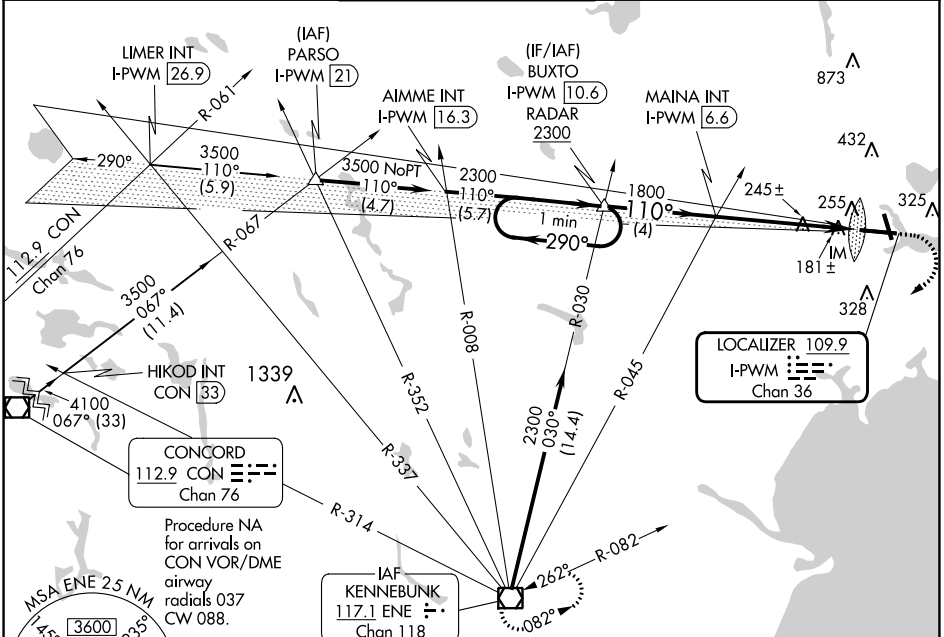 LIMER INT
I-PWM 26.9
R-061
(IAF)
PARSO
I-PWM 21
AIMME INT
I-PWM 16.3
(IF/IAF)
BUXTO
I-PWM 10.6
RADAR
2300
MAINA INT
I-PWM 6.6
873
432
325±
255
245±
181±
IM
328
290°
3500
110°
(5.9)
3500 NoPT
110°
(4.7)
2300
110°
(5.7)
1 min
290°
1800
110°
(4)
112.9 CON
Chan 76
R-067
3500
067°
(11.4)
HIKOD INT
CON 33
1339
4100
067° (33)
R-337
R-352
R-008
R-030
R-045
2300
030°
(14.4)
LOCALIZER 109.9
I-PWM
Chan 36
CONCORD
112.9 CON
Chan 76
R-314
Procedure NA
for arrivals on
CON VOR/DME
airway
radials 037
CW 088.
IAF
KENNEBUNK
117.1 ENE
Chan 118
R-082
262°
082°
MSA ENE 25 NM
3600